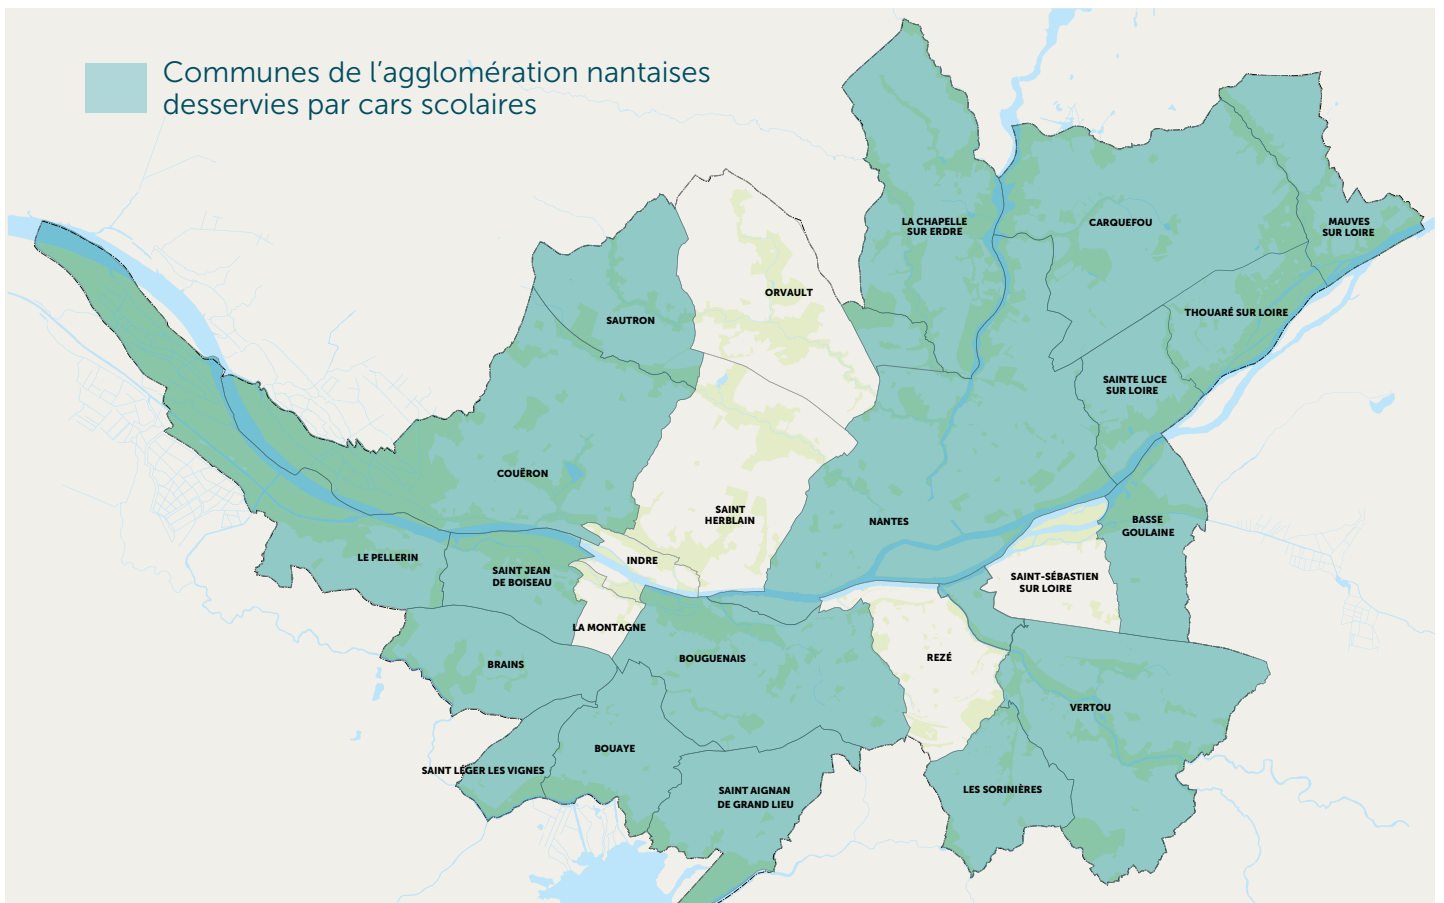 Communes de l'agglomération nantaises
desservies par cars scolaires
LA CHAPELLE
SUR ERDRE
CARQUEFOU
MAUVES
SUR LOIRE
ORVAULT
SAUTRON
THOUARÉ SUR LOIRE
SAINTE LUCE
SUR LOIRE
COUËRON
SAINT
HERBLAIN
NANTES
BASSE
GOULAINE
LE PELLERIN
SAINT JEAN
DE BOISEAU
INDRE
SAINT-SÉBASTIEN
SUR LOIRE
LA MONTAGNE
BRAINS
BOUGUENAIS
REZÉ
VERTOU
BOUAYE
SAINT LÉGER LES VIGNES
SAINT AIGNAN
DE GRAND LIEU
LES SORINIÈRES